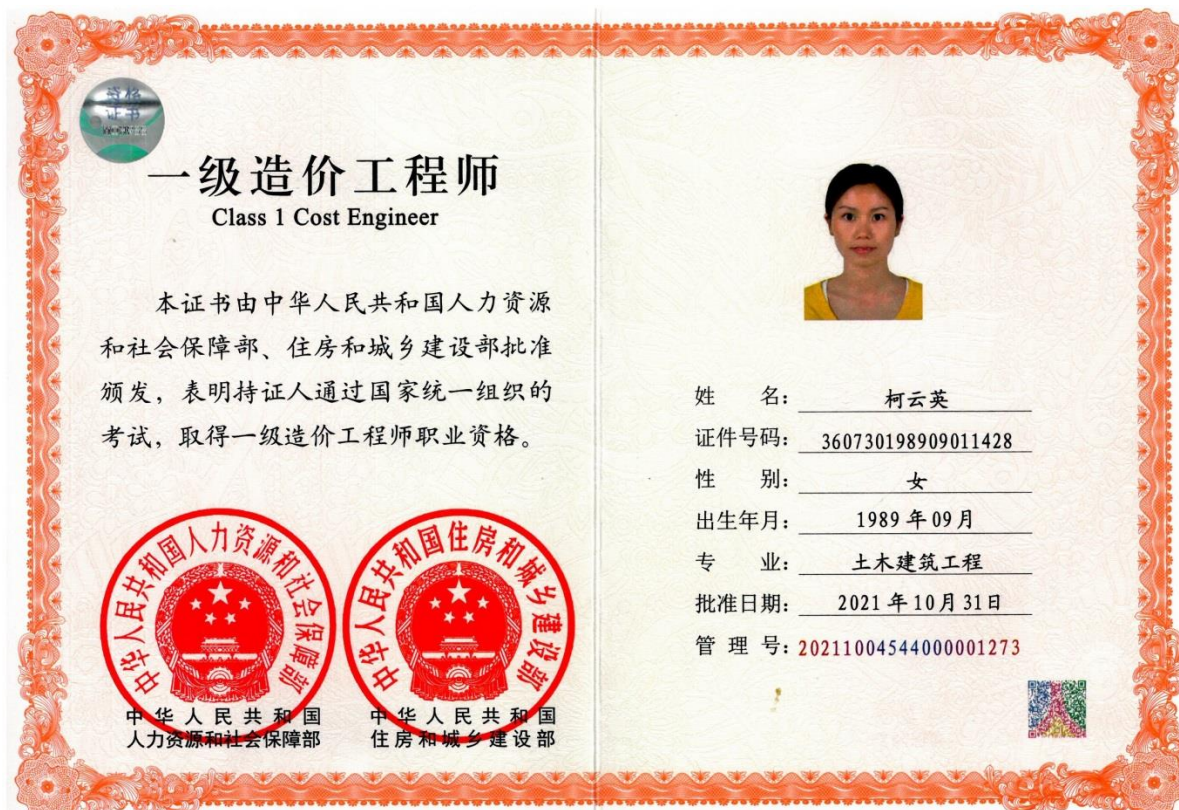 资格
证书
一级造价工程师
Class 1 Cost Engineer
本证书由中华人民共和国人力资源
和社会保障部、住房和城乡建设部批准
颁发，表明持证人通过国家统一组织的
考试，取得一级造价工程师职业资格。
中华人民共和国人力资源和社会保障部
中华人民共和国
人力资源和社会保障部
中华人民共和国住房和城乡建设部
中华人民共和国
住房和城乡建设部
姓名：柯云英
证件号码：360730198909011428
性别：女
出生年月：1989年09月
专业：土木建筑工程
批准日期：2021年10月31日
管理号：20211004544000001273